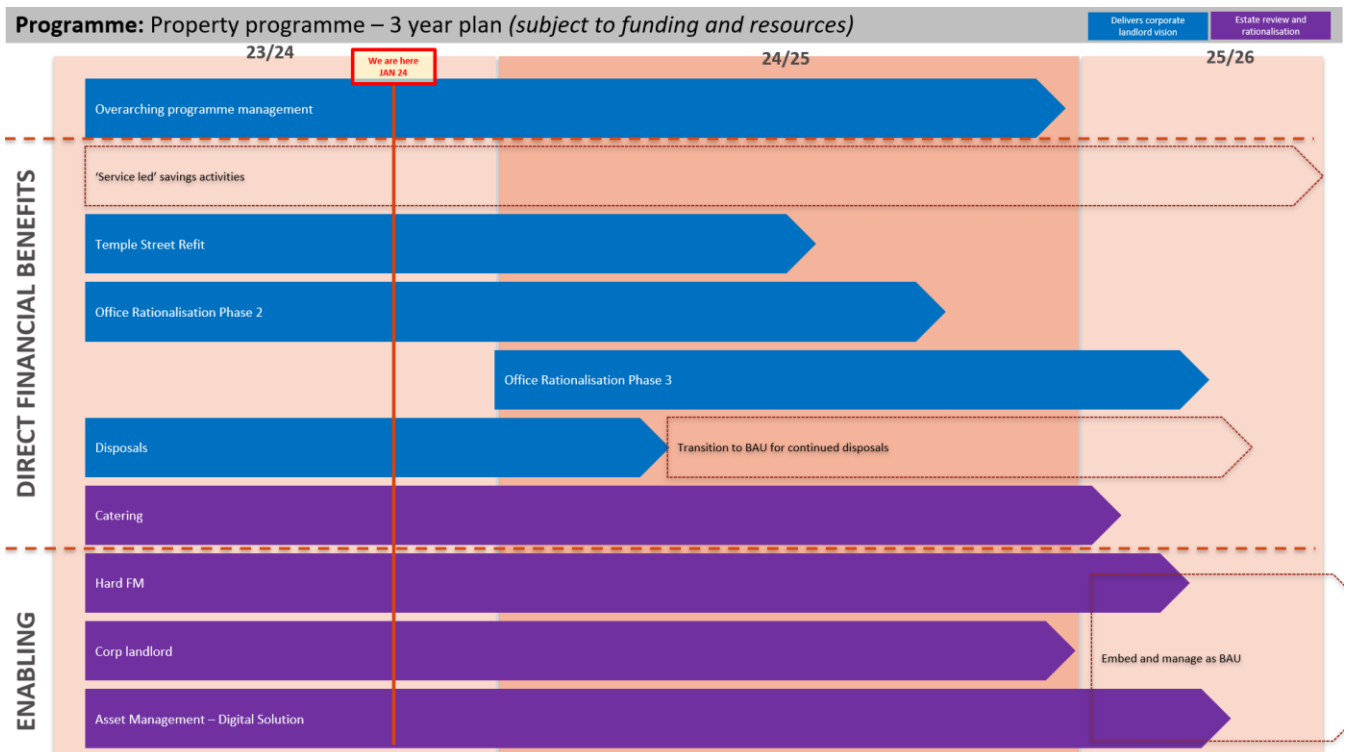 Programme: Property programme – 3 year plan (subject to funding and resources)
Delivers corporate
landlord vision
Estate review and
rationalisation
23/24
24/25
25/26
We are here
JAN 24
Overarching programme management
DIRECT FINANCIAL BENEFITS
‘Service led’ savings activities
Temple Street Refit
Office Rationalisation Phase 2
Office Rationalisation Phase 3
Disposals
Transition to BAU for continued disposals
Catering
ENABLING
Hard FM
Corp landlord
Embed and manage as BAU
Asset Management – Digital Solution